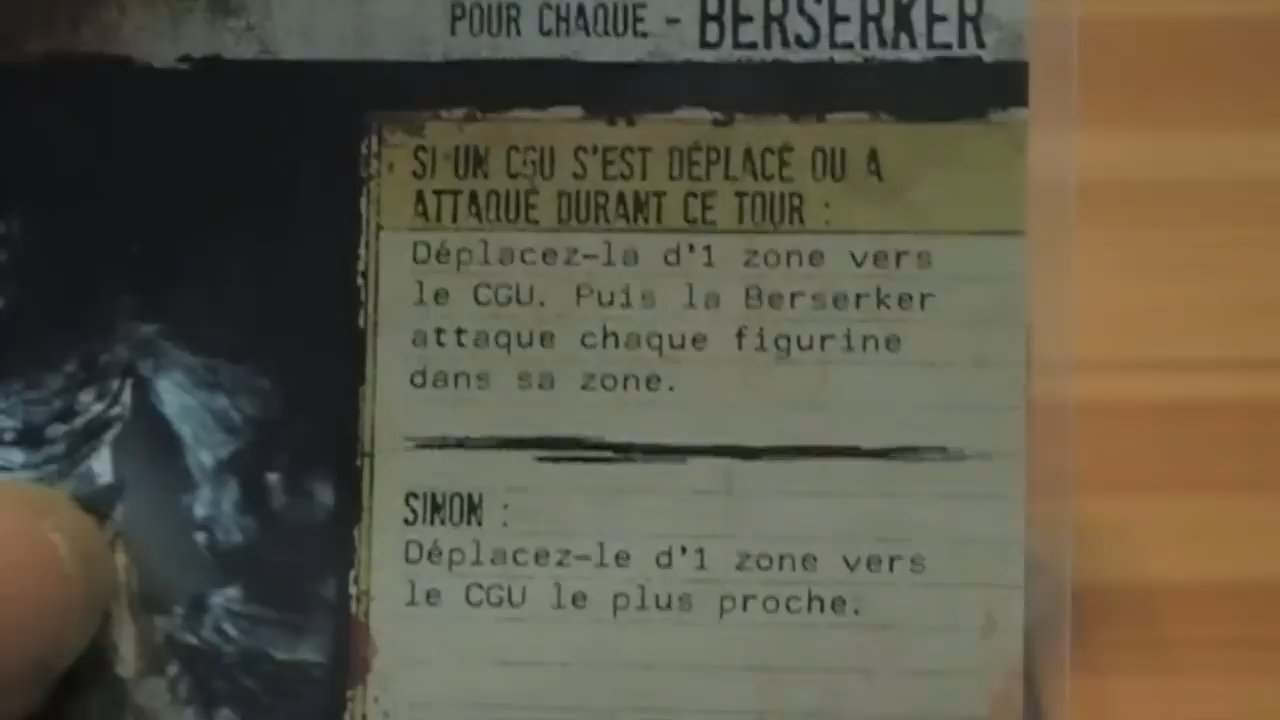 POUR CHAQUE - BERSERKER
SI UN CGU S'EST DÉPLACÉ OU A
ATTAQUÉ DURANT CE TOUR :
Déplacez-la d'1 zone vers
le CGU. Puis la Berserker
attaque chaque figurine
dans sa zone.
SINON :
Déplacez-le d'1 zone vers
le CGU le plus proche.